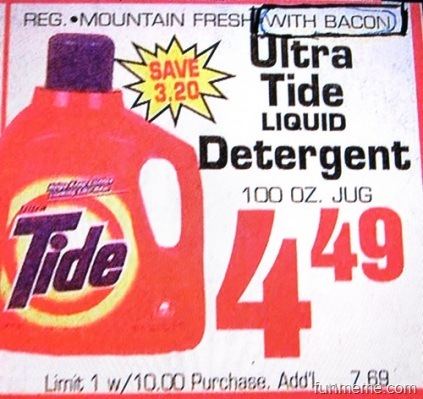 REG. •MOUNTAIN FRESH WITH BACON
SAVE
3.20
Ultra
Tide
LIQUID
Detergent
100 OZ. JUG
4 49
Ultra
Tide
Limit 1 w/10.00 Purchase. Add'l. 7.69
funmeme.com